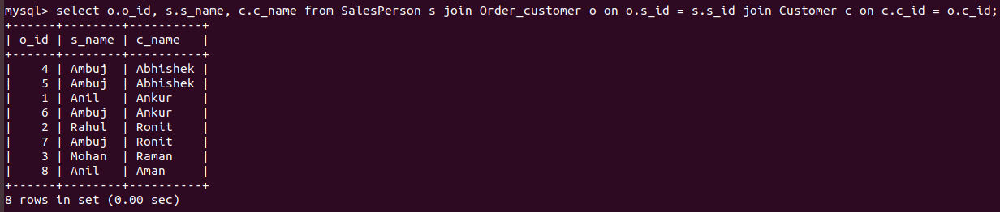 mysql> select o.o_id, s.s_name, c.c_name from SalesPerson s join Order_customer o on o.s_id = s.s_id join Customer c on c.c_id = o.c_id;
+------+--------+----------+
| o_id | s_name | c_name   |
+------+--------+----------+
|    4 | Ambuj  | Abhishek |
|    5 | Ambuj  | Abhishek |
|    1 | Anil   | Ankur    |
|    6 | Ambuj  | Ankur    |
|    2 | Rahul  | Ronit    |
|    7 | Ambuj  | Ronit    |
|    3 | Mohan  | Raman    |
|    8 | Anil   | Aman     |
+------+--------+----------+
8 rows in set (0.00 sec)